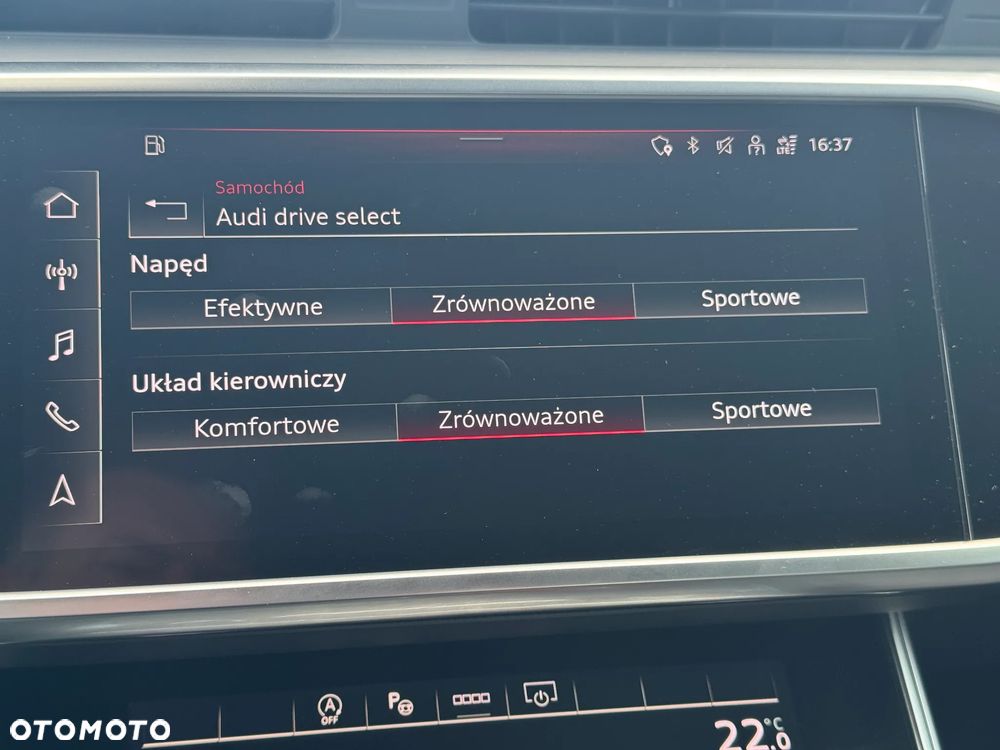 LTE 16:37
Samochód
Audi drive select
Napęd
Efektywne Zrównoważone Sportowe
Układ kierowniczy
Komfortowe Zrównoważone Sportowe
A OFF P
22.0 °C
OTOMOTO